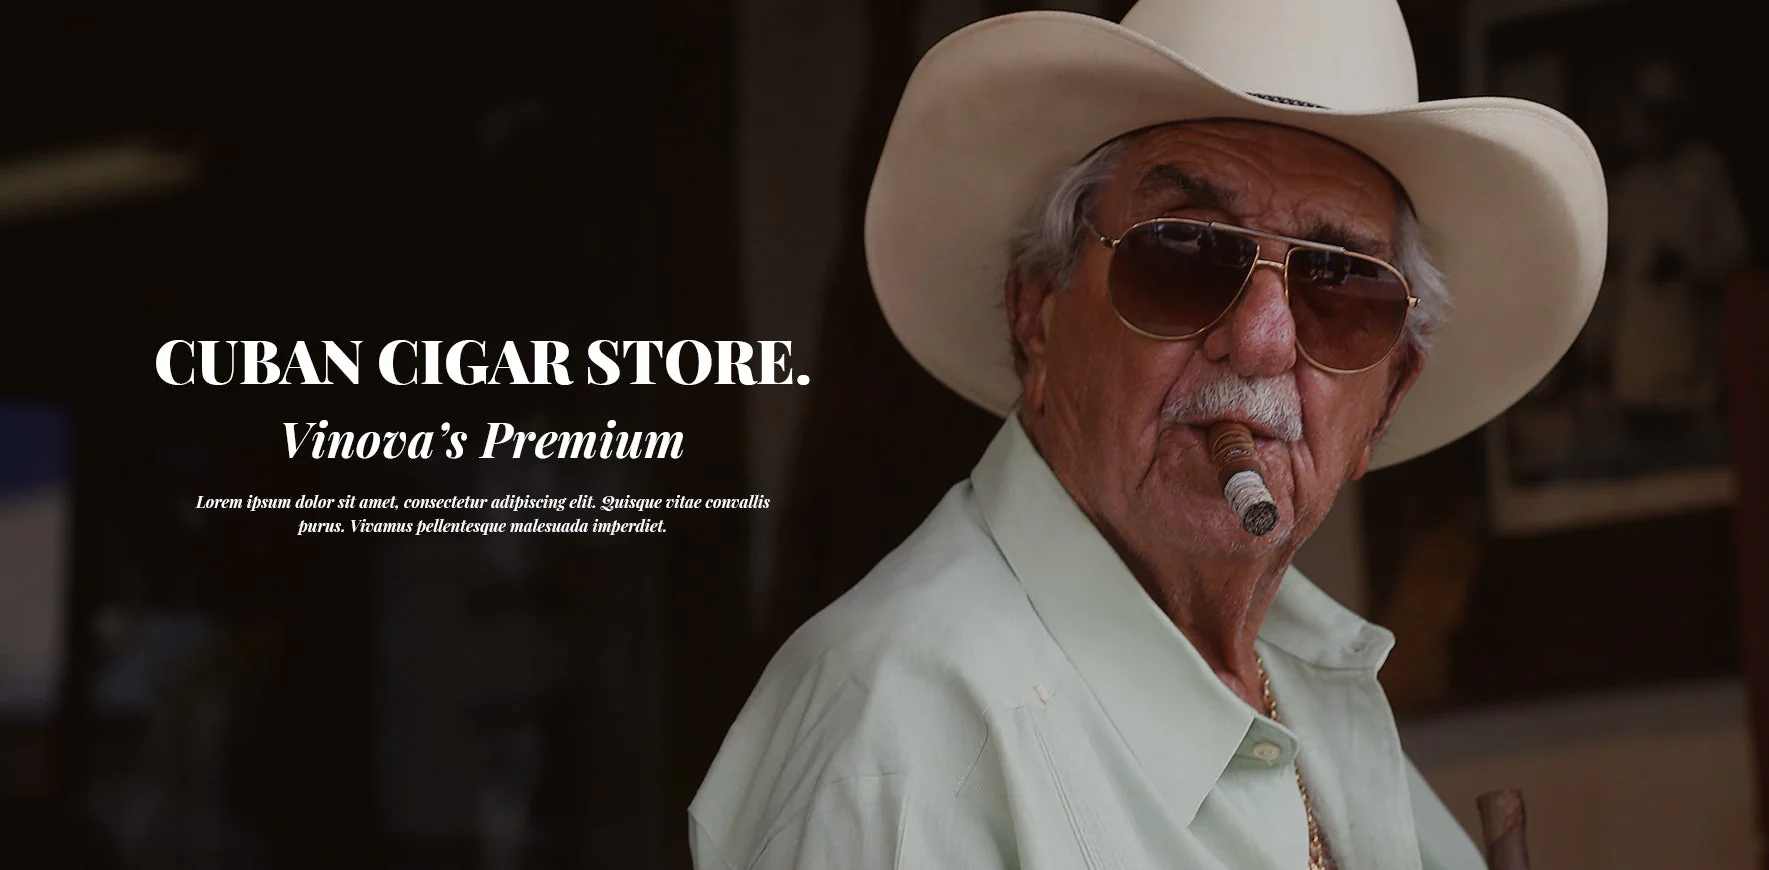 CUBAN CIGAR STORE.
Vinova’s Premium
Lorem ipsum dolor sit amet, consectetur adipiscing elit. Quisque vitae convallis
purus. Vivamus pellentesque malesuada imperdiet.